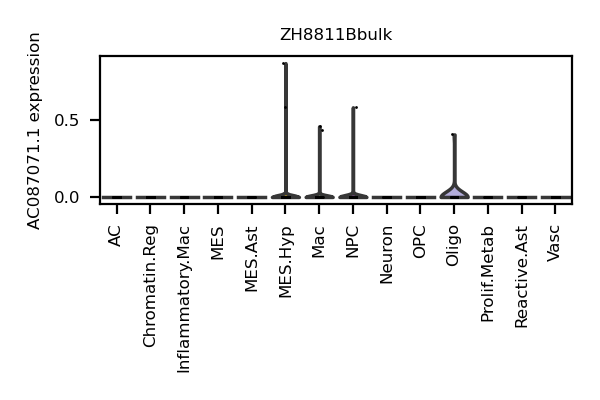 ZH8811Bbulk
AC087071.1 expression
0.5
0.0
AC
Chromatin.Reg
Inflammatory.Mac
MES
MES.Ast
MES.Hyp
Mac
NPC
Neuron
OPC
Oligo
Prolif.Metab
Reactive.Ast
Vasc